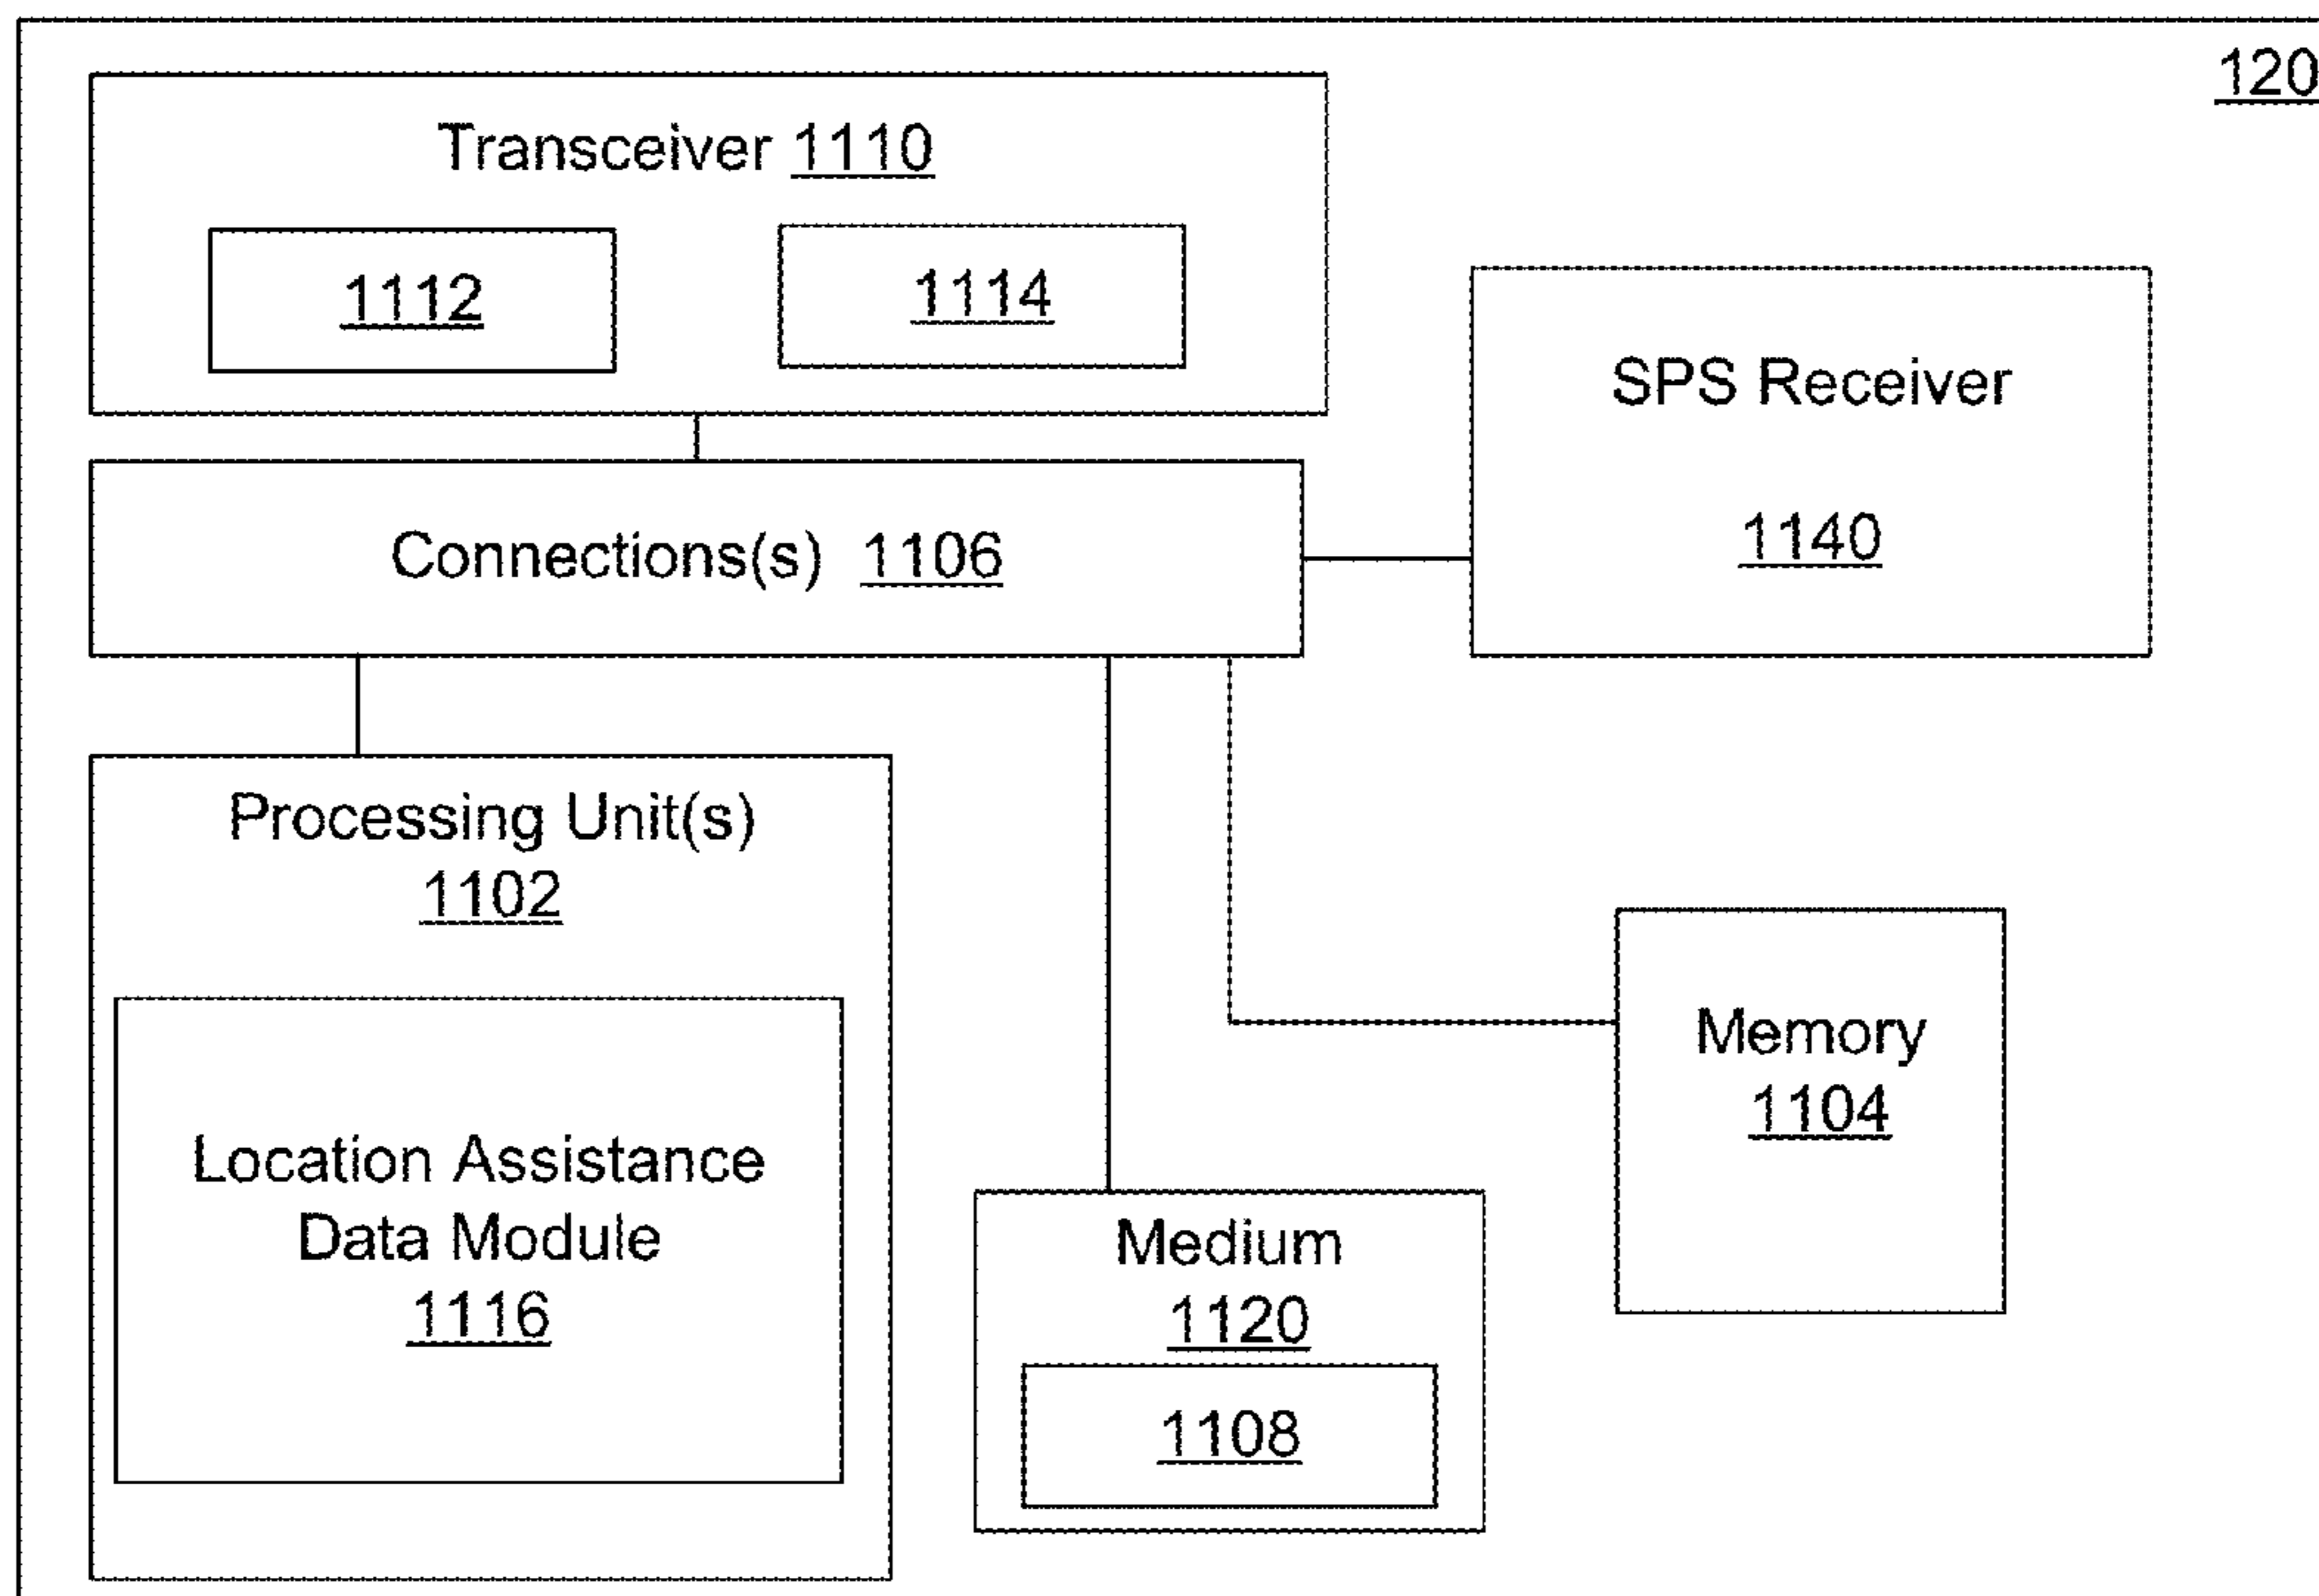 120
Transceiver 1110
1112
1114
SPS Receiver
1140
Connections(s) 1106
Processing Unit(s)
1102
Location Assistance
Data Module
1116
Memory
1104
Medium
1120
1108